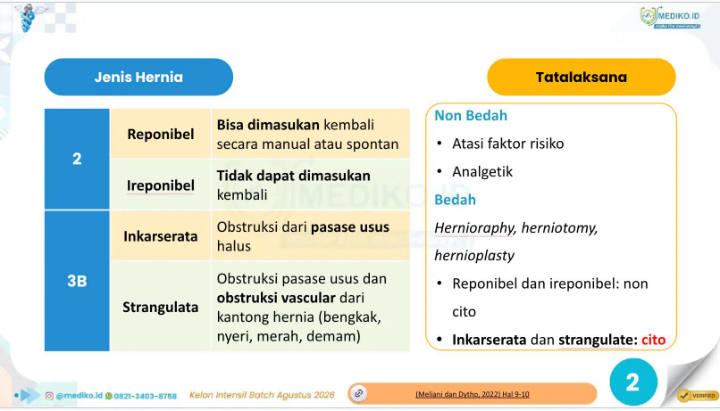 MEDIKO.ID
Jenis Hernia
Tatalaksana
2
Reponibel
Bisa dimasukan kembali
secara manual atau spontan
Ireponibel
Tidak dapat dimasukan
kembali
3B
Inkarserata
Obstruksi dari pasase usus
halus
Strangulata
Obstruksi pasase usus dan
obstruksi vascular dari
kantong hernia (bengkak,
nyeri, merah, demam)
Non Bedah
• Atasi faktor risiko
• Analgetik
Bedah
Hernioraphy, herniotomy,
hernioplasty
• Reponibel dan ireponibel: non
cito
• Inkarserata dan strangulate: cito
MEDIKO.ID
@mediko.id 0821-3403-8758
Kelon Intensif Batch Agustus 2026
(Meliani dan Dytho, 2022) Hal 9-10
2
VERIFIED